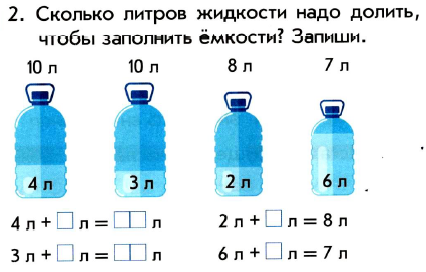 2. Сколько литров жидкости надо долить,
чтобы заполнить ёмкости? Запиши.
10 л 10 л 8 л 7 л
4 л 3 л 2 л 6 л
4 л + □ л = □□ л 2 л + □ л = 8 л
3 л + □ л = □□ л 6 л + □ л = 7 л